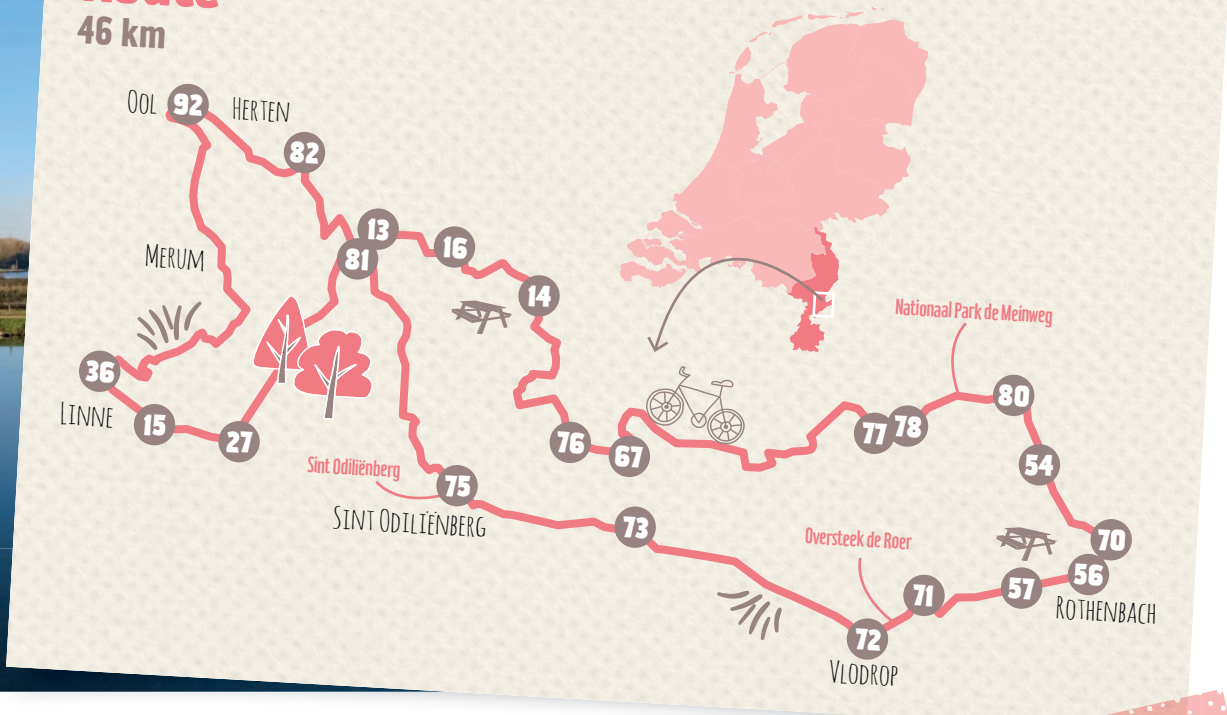 46 km
OOL
92
HERTEN
82
13
81
16
14
MERUM
36
LINNE
15
27
76
67
77
78
80
Nationaal Park de Meinweg
54
70
56
57
ROTHENBACH
Sint Odiliënberg
75
SINT ODILIËNBERG
73
Oversteek de Roer
71
72
VLODROP